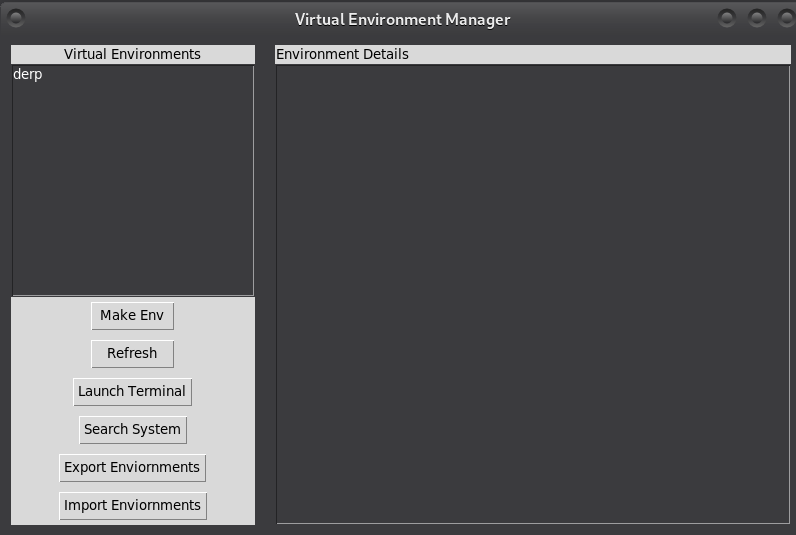 Virtual Environment Manager
Virtual Environments
derp
Make Env
Refresh
Launch Terminal
Search System
Export Enviornments
Import Enviornments
Environment Details